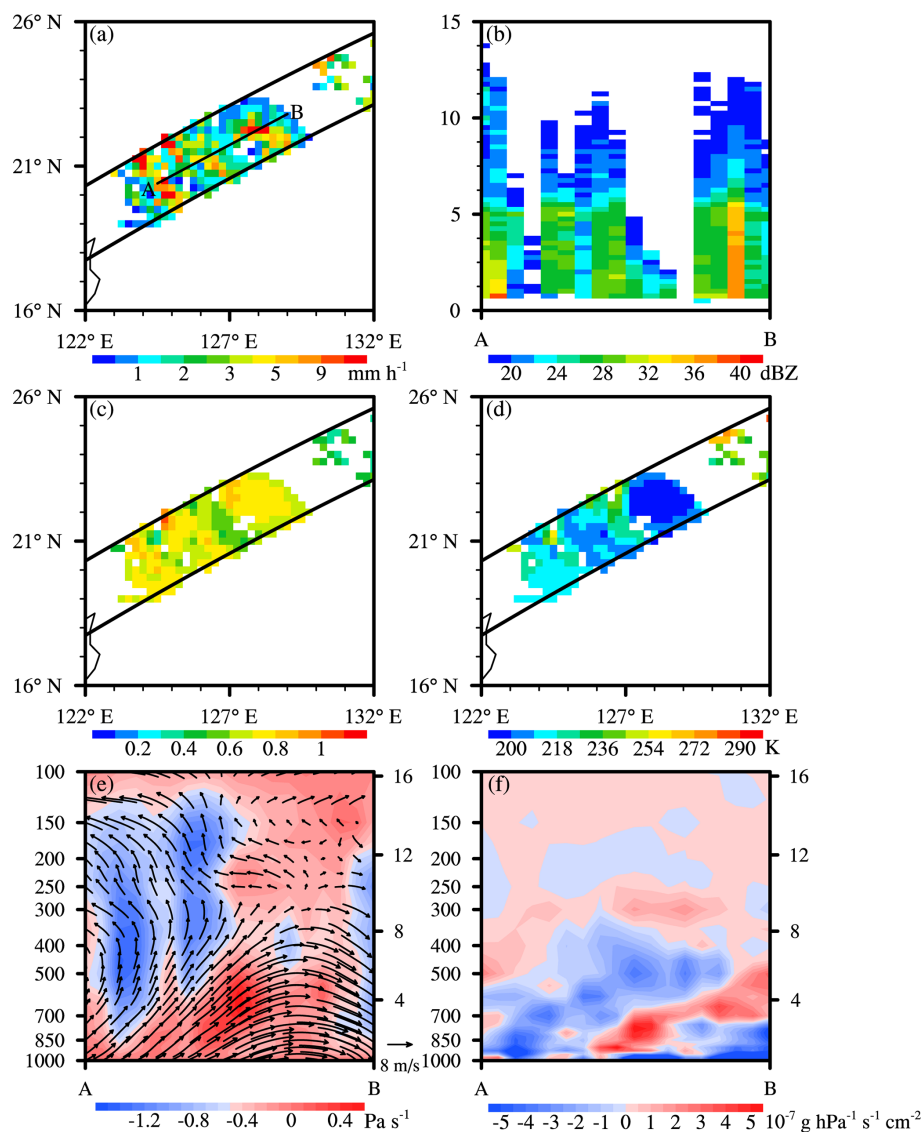 (a)
26° N
21° N
16° N
A
B
122° E 127° E 132° E
1 2 3 5 9 mm h⁻¹
(b)
15
10
5
0
A B
20 24 28 32 36 40 dBZ
(c)
26° N
21° N
16° N
122° E 127° E 132° E
0.2 0.4 0.6 0.8 1
(d)
26° N
21° N
16° N
122° E 127° E 132° E
200 218 236 254 272 290 K
(e)
100 16
150
200 12
250
300
400 8
500
700 4
850
1000
8 m/s
A B
-1.2 -0.8 -0.4 0 0.4 Pa s⁻¹
(f)
100 16
150
200 12
250
300
400 8
500
700 4
850
1000
A B
-5 -4 -3 -2 -1 0 1 2 3 4 5 10⁻⁷ g hPa⁻¹ s⁻¹ cm⁻²